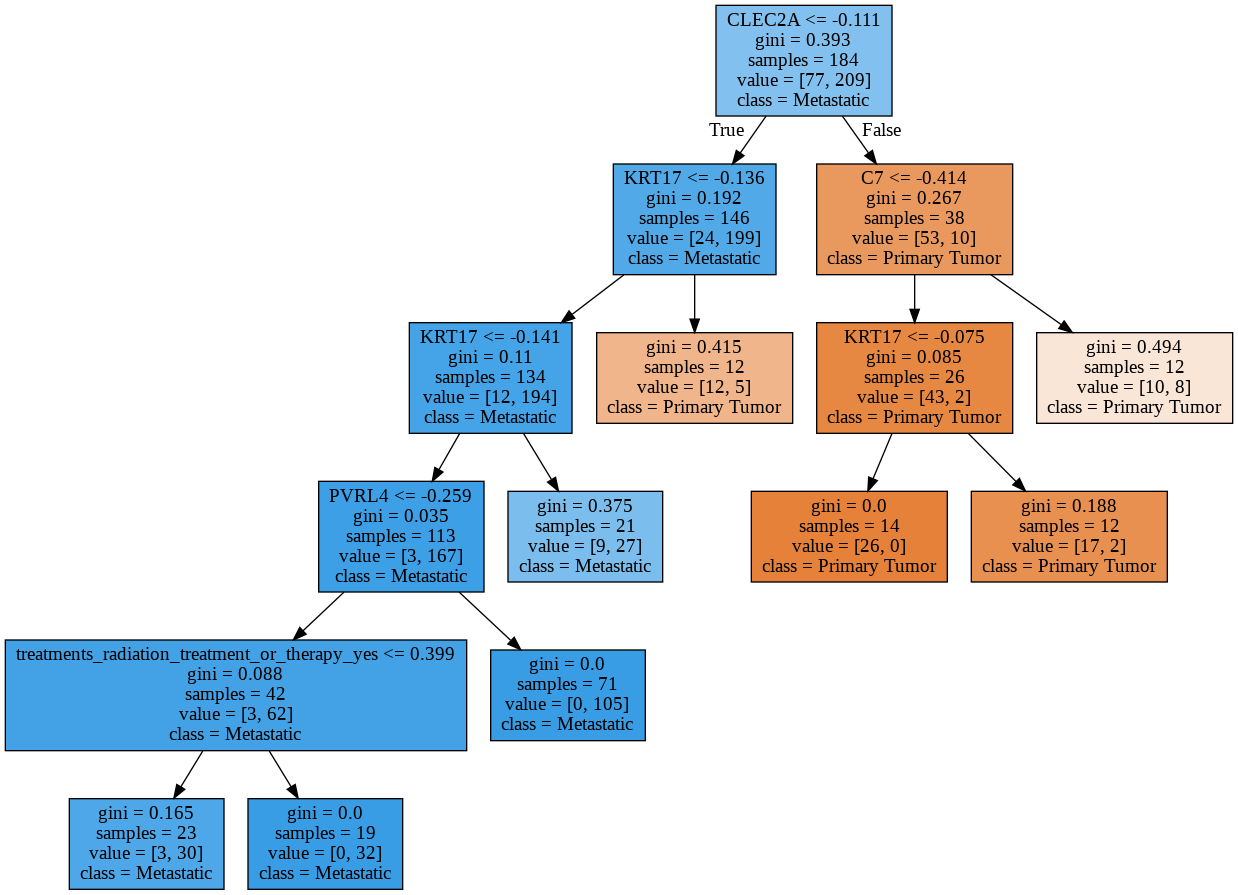 CLEC2A <= -0.111
gini = 0.393
samples = 184
value = [77, 209]
class = Metastatic
True
False
KRT17 <= -0.136
gini = 0.192
samples = 146
value = [24, 199]
class = Metastatic
C7 <= -0.414
gini = 0.267
samples = 38
value = [53, 10]
class = Primary Tumor
KRT17 <= -0.141
gini = 0.11
samples = 134
value = [12, 194]
class = Metastatic
gini = 0.415
samples = 12
value = [12, 5]
class = Primary Tumor
KRT17 <= -0.075
gini = 0.085
samples = 26
value = [43, 2]
class = Primary Tumor
gini = 0.494
samples = 12
value = [10, 8]
class = Primary Tumor
PVRL4 <= -0.259
gini = 0.035
samples = 113
value = [3, 167]
class = Metastatic
gini = 0.375
samples = 21
value = [9, 27]
class = Metastatic
gini = 0.0
samples = 14
value = [26, 0]
class = Primary Tumor
gini = 0.188
samples = 12
value = [17, 2]
class = Primary Tumor
treatments_radiation_treatment_or_therapy_yes <= 0.399
gini = 0.088
samples = 42
value = [3, 62]
class = Metastatic
gini = 0.0
samples = 71
value = [0, 105]
class = Metastatic
gini = 0.165
samples = 23
value = [3, 30]
class = Metastatic
gini = 0.0
samples = 19
value = [0, 32]
class = Metastatic